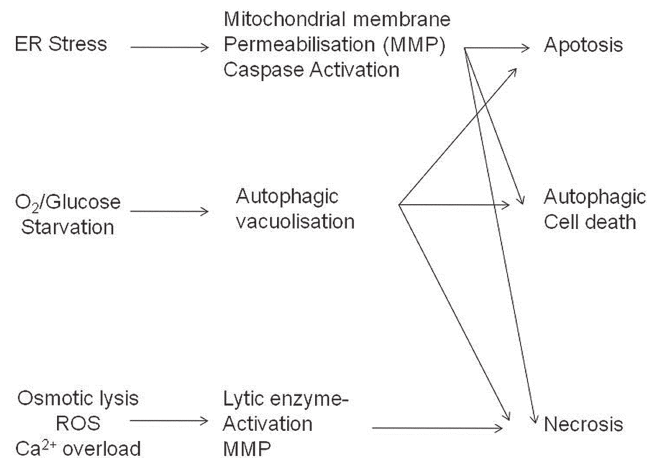 ER Stress
Mitochondrial membrane
Permeabilisation (MMP)
Caspase Activation
Apotosis
O₂/Glucose
Starvation
Autophagic
vacuolisation
Autophagic
Cell death
Osmotic lysis
ROS
Ca²⁺ overload
Lytic enzyme-
Activation
MMP
Necrosis